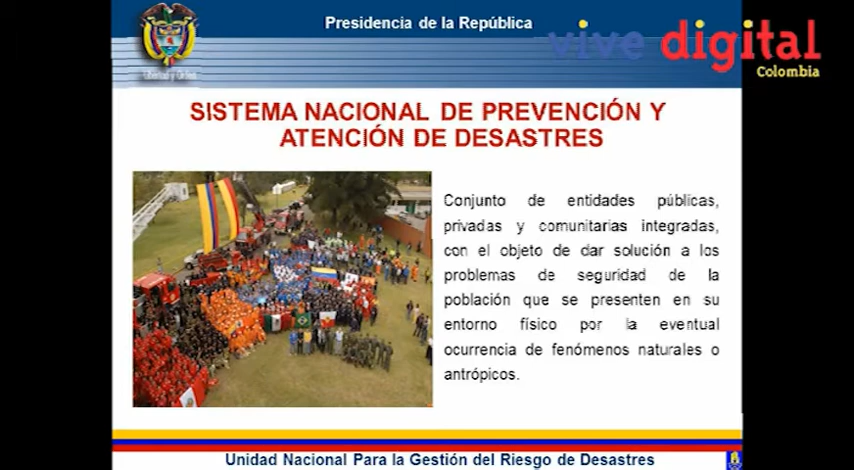 Presidencia de la República
vive digital
Colombia
Libertad y Orden
SISTEMA NACIONAL DE PREVENCIÓN Y
ATENCIÓN DE DESASTRES
Conjunto de entidades públicas,
privadas y comunitarias integradas,
con el objeto de dar solución a los
problemas de seguridad de la
población que se presenten en su
entorno físico por la eventual
ocurrencia de fenómenos naturales o
antrópicos.
Unidad Nacional Para la Gestión del Riesgo de Desastres